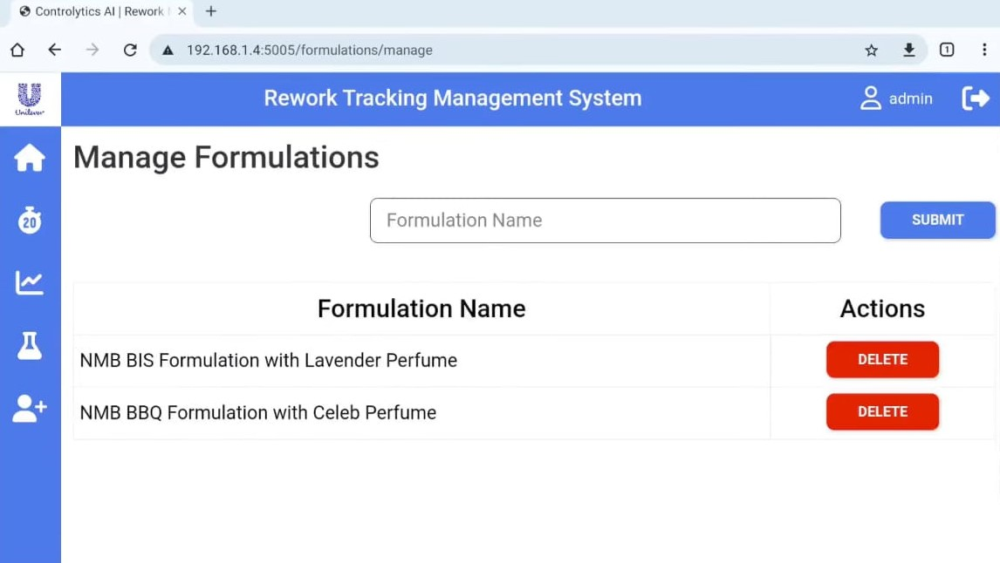 Controlytics AI | Rework
192.168.1.4:5005/formulations/manage
1
Unilever
Rework Tracking Management System
admin
20
Manage Formulations
Formulation Name
SUBMIT
Formulation Name Actions
NMB BIS Formulation with Lavender Perfume DELETE
NMB BBQ Formulation with Celeb Perfume DELETE